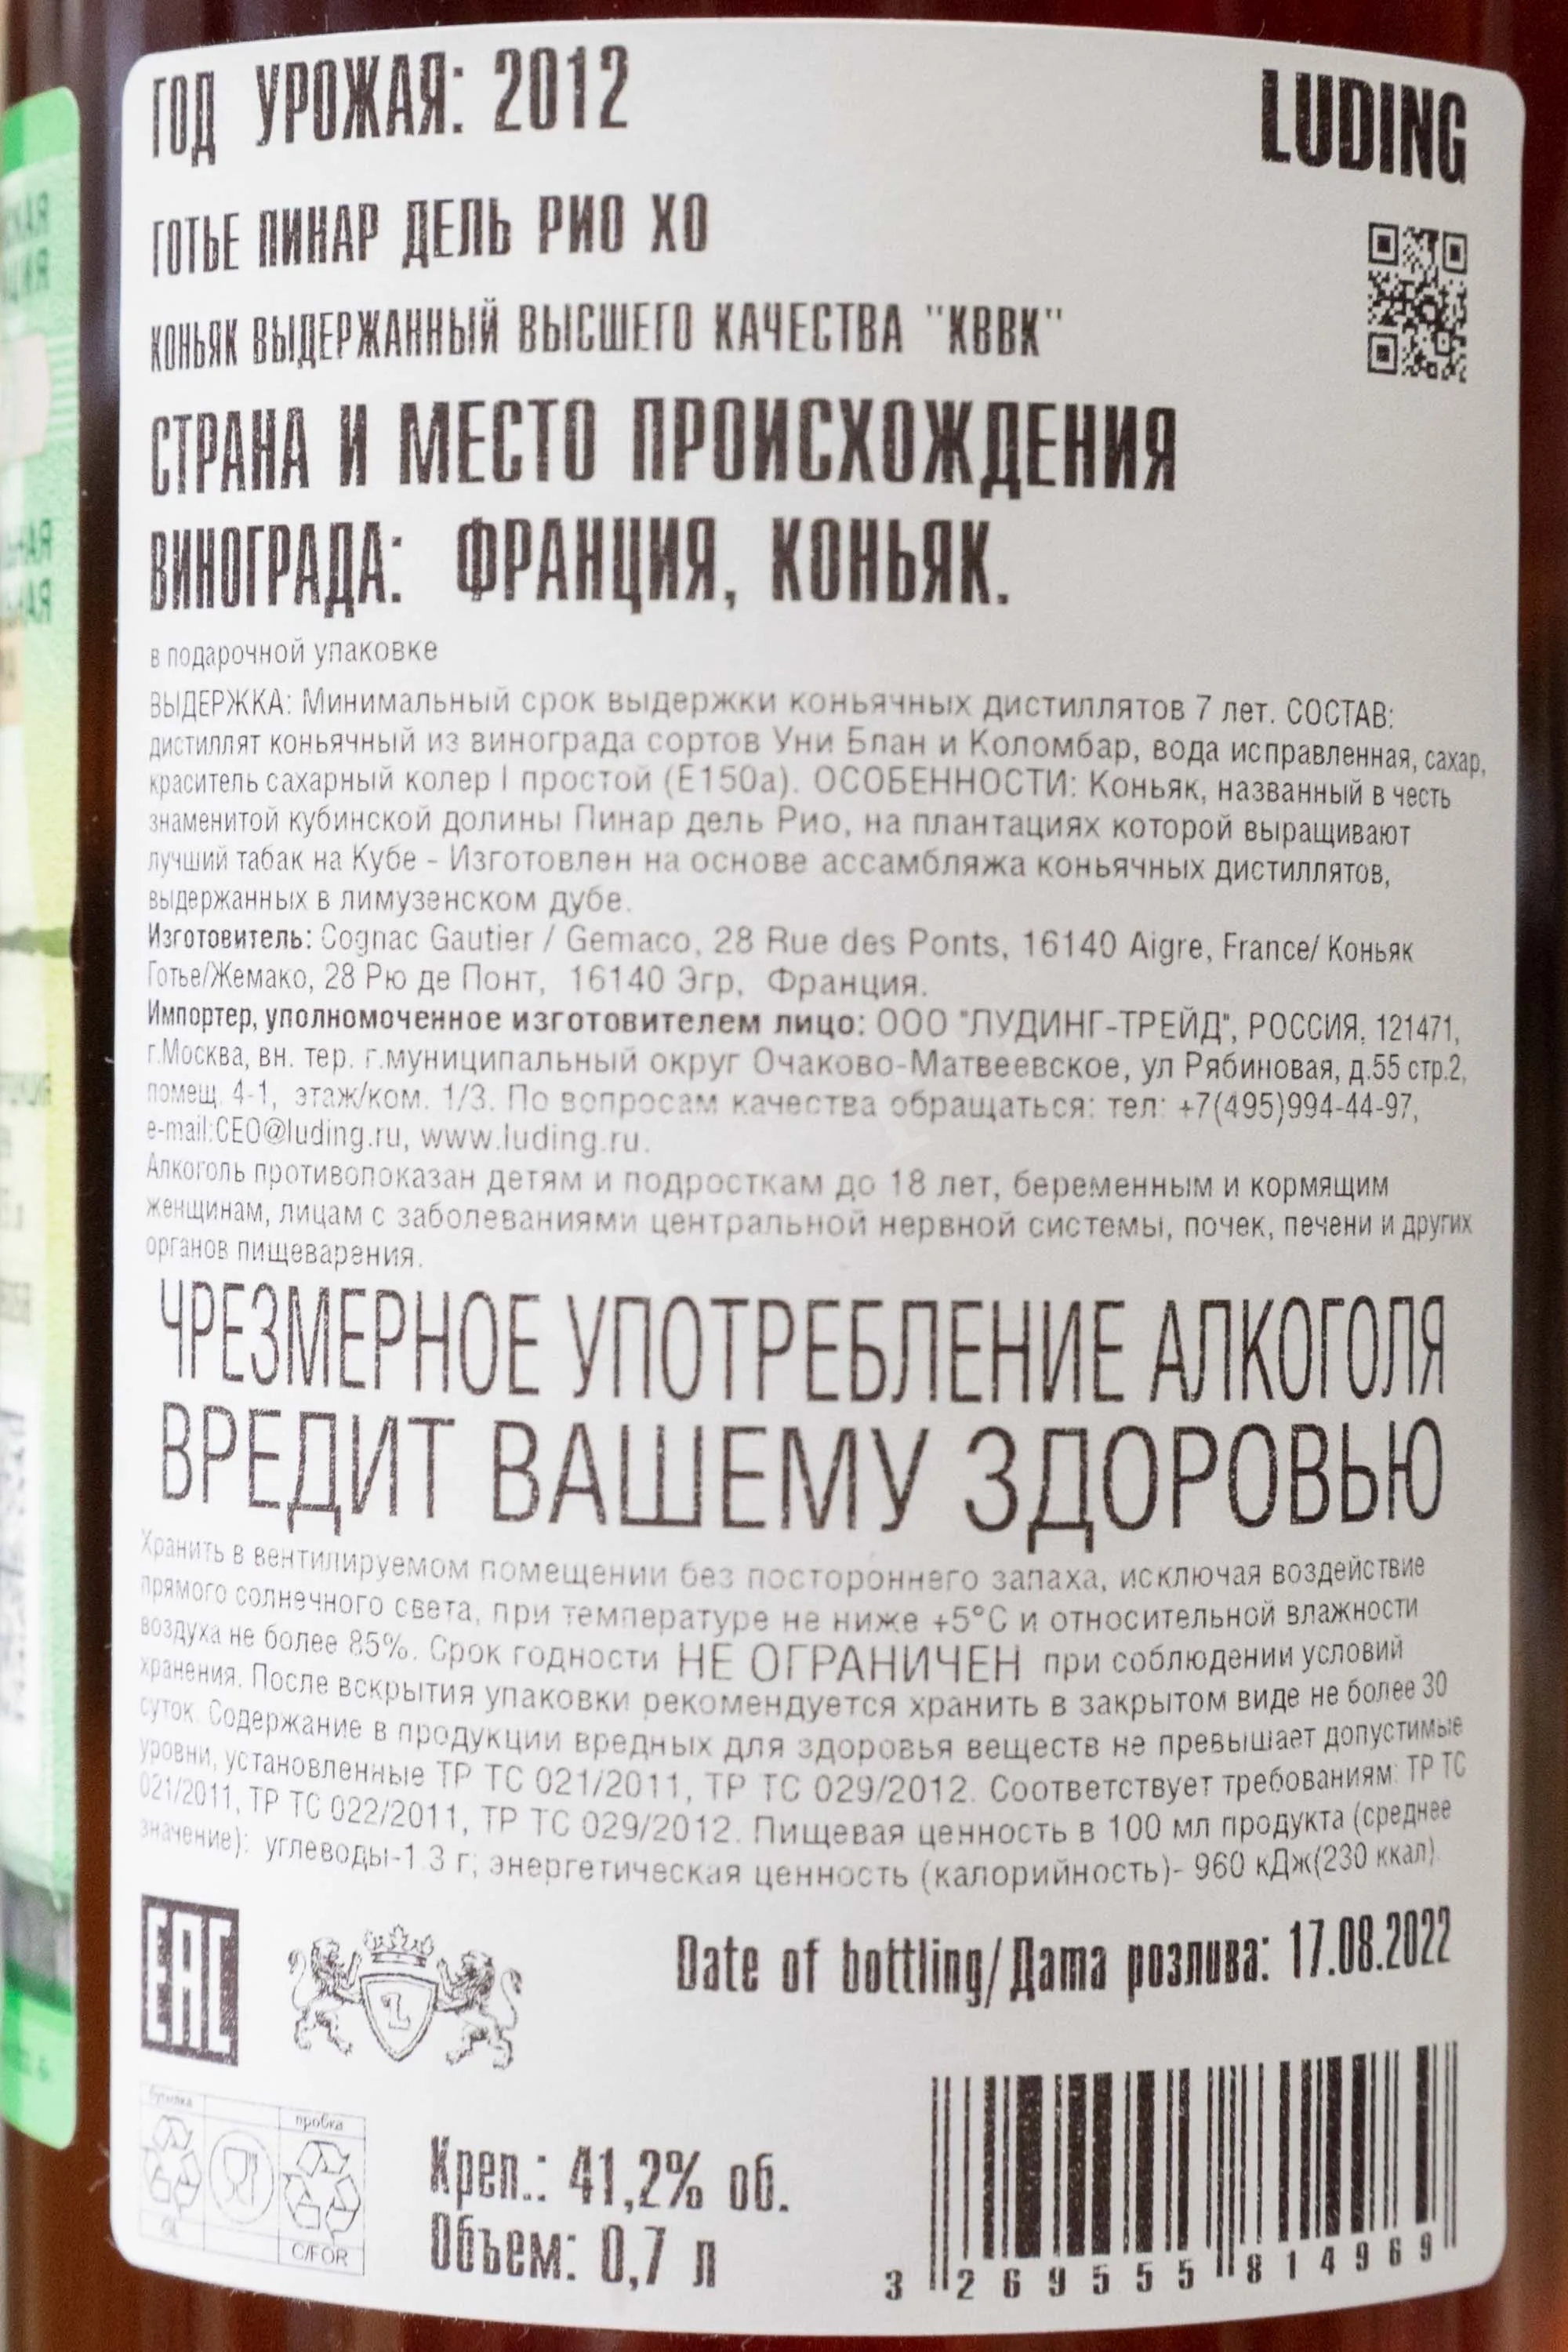 ГОД УРОЖАЯ: 2012
LUDING
ГОТЬЕ ПИНАР ДЕЛЬ РИО ХО
КОНЬЯК ВЫДЕРЖАННЫЙ ВЫСШЕГО КАЧЕСТВА "КВВК"
СТРАНА И МЕСТО ПРОИСХОЖДЕНИЯ
ВИНОГРАДА: ФРАНЦИЯ, КОНЬЯК.
в подарочной упаковке
ВЫДЕРЖКА: Минимальный срок выдержки коньячных дистиллятов 7 лет. СОСТАВ:
дистиллят коньячный из винограда сортов Уни Блан и Коломбар, вода исправленная, сахар,
краситель сахарный колер I простой (Е150а). ОСОБЕННОСТИ: Коньяк, названный в честь
знаменитой кубинской долины Пинар дель Рио, на плантациях которой выращивают
лучший табак на Кубе - Изготовлен на основе ассамбляжа коньячных дистиллятов,
выдержанных в лимузенском дубе.
Изготовитель: Cognac Gautier / Gemaco, 28 Rue des Ponts, 16140 Aigre, France/ Коньяк
Готье/Жемако, 28 Рю де Понт, 16140 Эгр, Франция.
Импортер, уполномоченное изготовителем лицо: ООО "ЛУДИНГ-ТРЕЙД", РОССИЯ, 121471,
г.Москва, вн. тер. г.муниципальный округ Очаково-Матвеевское, ул Рябиновая, д.55 стр.2,
помещ. 4-1, этаж/ком. 1/3. По вопросам качества обращаться: тел: +7(495)994-44-97,
e-mail:CEO@luding.ru, www.luding.ru.
Алкоголь противопоказан детям и подросткам до 18 лет, беременным и кормящим
женщинам, лицам с заболеваниями центральной нервной системы, почек, печени и других
органов пищеварения.
ЧРЕЗМЕРНОЕ УПОТРЕБЛЕНИЕ АЛКОГОЛЯ
ВРЕДИТ ВАШЕМУ ЗДОРОВЬЮ
Хранить в вентилируемом помещении без постороннего запаха, исключая воздействие
прямого солнечного света, при температуре не ниже +5°С и относительной влажности
воздуха не более 85%. Срок годности НЕ ОГРАНИЧЕН при соблюдении условий
хранения. После вскрытия упаковки рекомендуется хранить в закрытом виде не более 30
суток. Содержание в продукции вредных для здоровья веществ не превышает допустимые
уровни, установленные ТР ТС 021/2011, ТР ТС 029/2012. Соответствует требованиям: ТР ТС
021/2011, ТР ТС 022/2011, ТР ТС 029/2012. Пищевая ценность в 100 мл продукта (среднее
значение): углеводы-1.3 г; энергетическая ценность (калорийность)- 960 кДж(230 ккал).
EAC
Date of bottling/Дата розлива: 17.08.2022
бутылка
пробка
GL
C/FOR
Креп.: 41,2% об.
Объем: 0,7 л
3 269555 814969